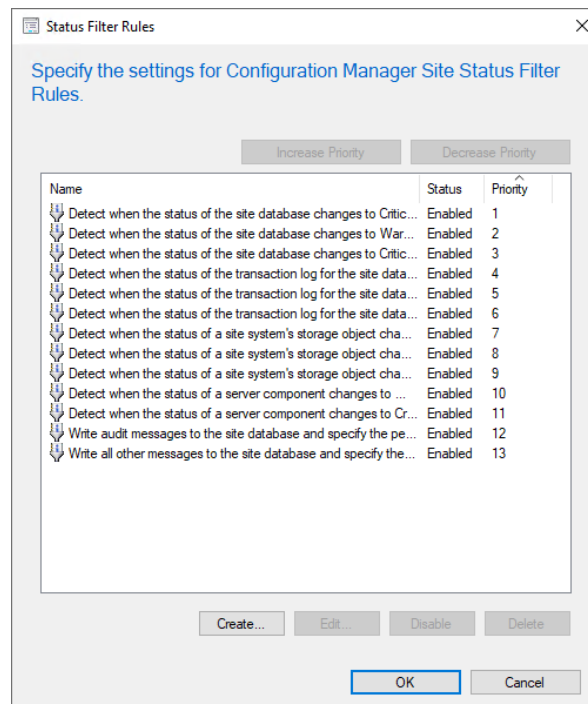 Status Filter Rules
Specify the settings for Configuration Manager Site Status Filter
Rules.
Increase Priority Decrease Priority
Name Status Priority
Detect when the status of the site database changes to Critic... Enabled 1
Detect when the status of the site database changes to War... Enabled 2
Detect when the status of the site database changes to Critic... Enabled 3
Detect when the status of the transaction log for the site data... Enabled 4
Detect when the status of the transaction log for the site data... Enabled 5
Detect when the status of the transaction log for the site data... Enabled 6
Detect when the status of a site system's storage object cha... Enabled 7
Detect when the status of a site system's storage object cha... Enabled 8
Detect when the status of a site system's storage object cha... Enabled 9
Detect when the status of a server component changes to ... Enabled 10
Detect when the status of a server component changes to Cr... Enabled 11
Write audit messages to the site database and specify the pe... Enabled 12
Write all other messages to the site database and specify the... Enabled 13
Create... Edit... Disable Delete
OK Cancel